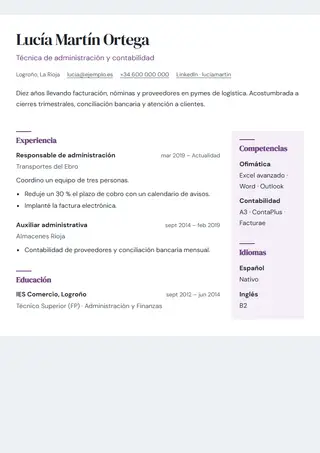 Lucía Martín Ortega
Técnica de administración y contabilidad
Logroño, La Rioja lucia@ejemplo.es +34 600 000 000 LinkedIn · luciamartin
Diez años llevando facturación, nóminas y proveedores en pymes de logística. Acostumbrada a
cierres trimestrales, conciliación bancaria y atención a clientes.
Experiencia
Responsable de administración mar 2019 – Actualidad
Transportes del Ebro
Coordino un equipo de tres personas.
• Reduje un 30 % el plazo de cobro con un calendario de avisos.
• Implanté la factura electrónica.
Auxiliar administrativa sept 2014 – feb 2019
Almacenes Rioja
• Contabilidad de proveedores y conciliación bancaria mensual.
Educación
IES Comercio, Logroño sept 2012 – jun 2014
Técnico Superior (FP) · Administración y Finanzas
Competencias
Ofimática
Excel avanzado ·
Word · Outlook
Contabilidad
A3 · ContaPlus
Facturae
Idiomas
Español
Nativo
Inglés
B2